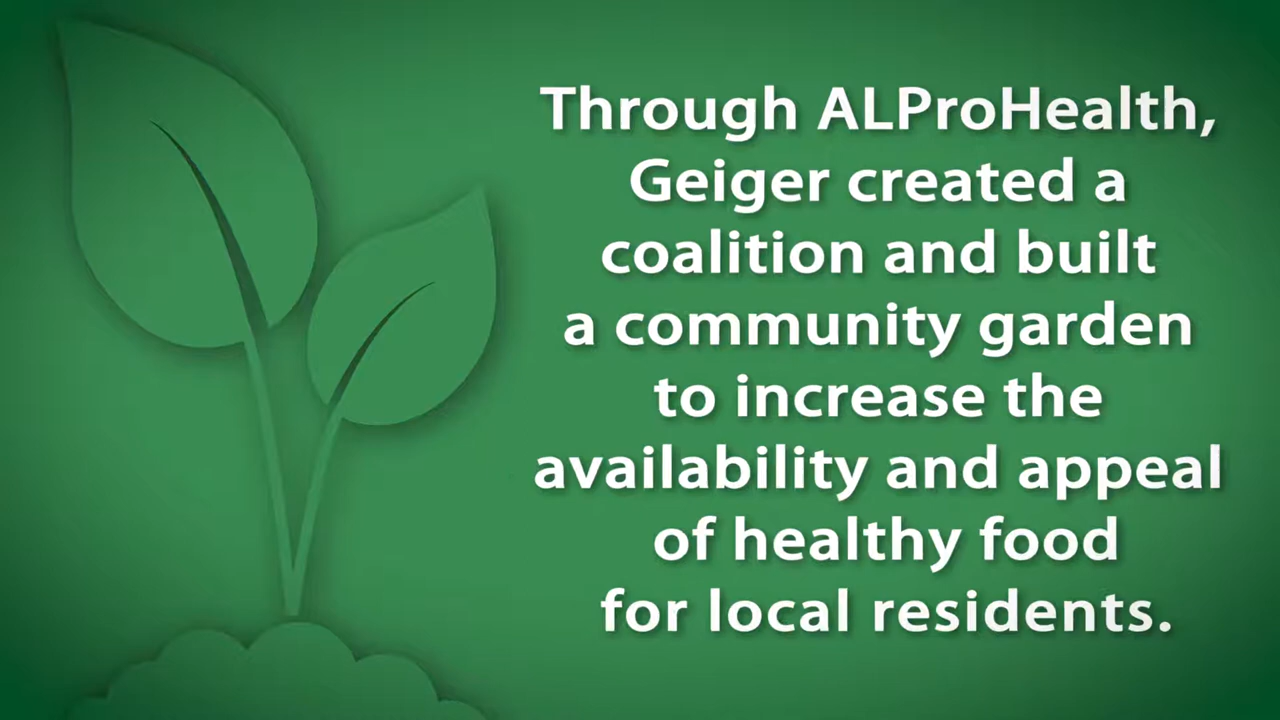 Through ALProHealth,
Geiger created a
coalition and built
a community garden
to increase the
availability and appeal
of healthy food
for local residents.